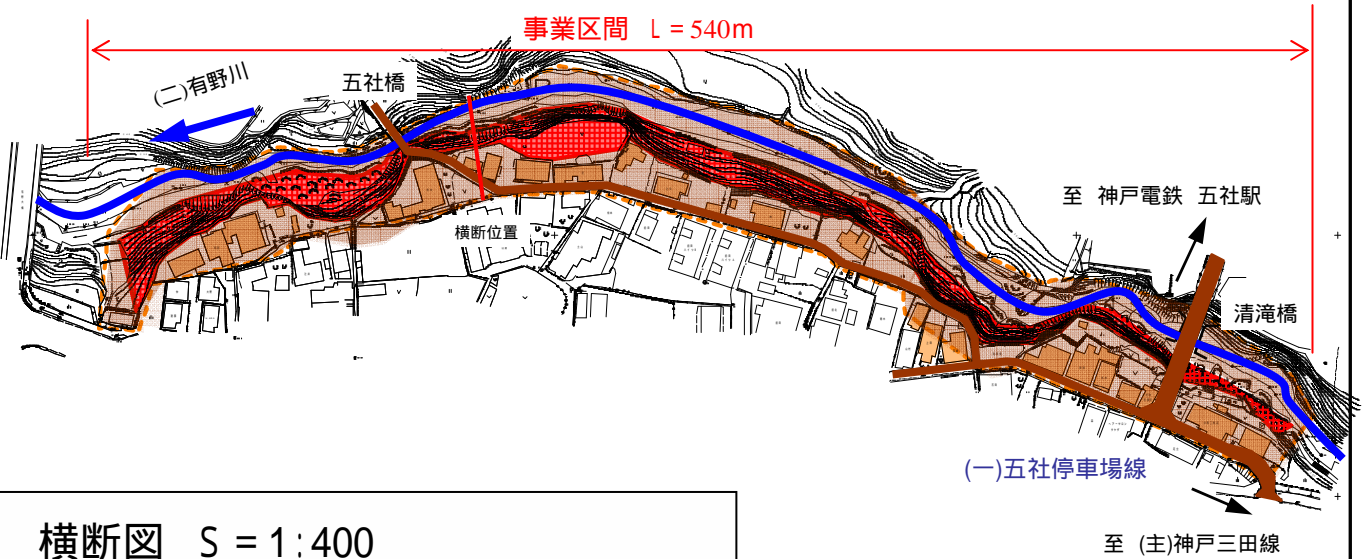 事業区間 L = 540m
(二)有野川
五社橋
横断位置
至 神戸電鉄 五社駅
清滝橋
(一)五社停車場線
至 (主)神戸三田線
横断図 S = 1:400